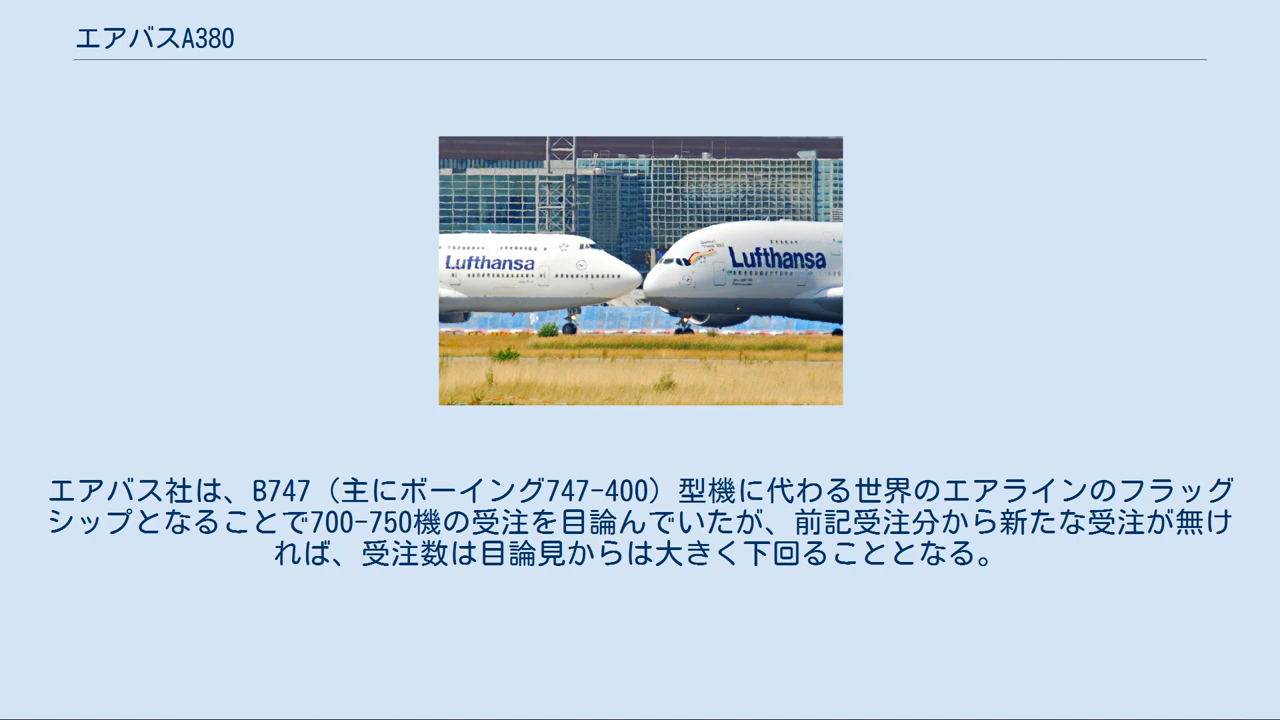 エアバスA380
Lufthansa
Lufthansa
エアバス社は、B747（主にボーイング747-400）型機に代わる世界のエアラインのフラッグ
シップとなることで700-750機の受注を目論んでいたが、前記受注分から新たな受注が無け
れば、受注数は目論見からは大きく下回ることとなる。